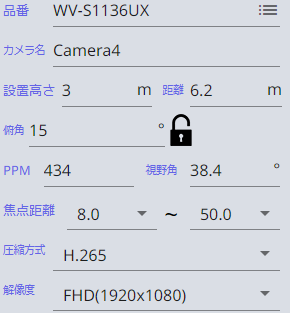 品番 WV-S1136UX
カメラ名 Camera4
設置高さ 3 m 距離 6.2 m
俯角 15 °
PPM 434 視野角 38.4 °
焦点距離 8.0 ~ 50.0
圧縮方式 H.265
解像度 FHD(1920x1080)